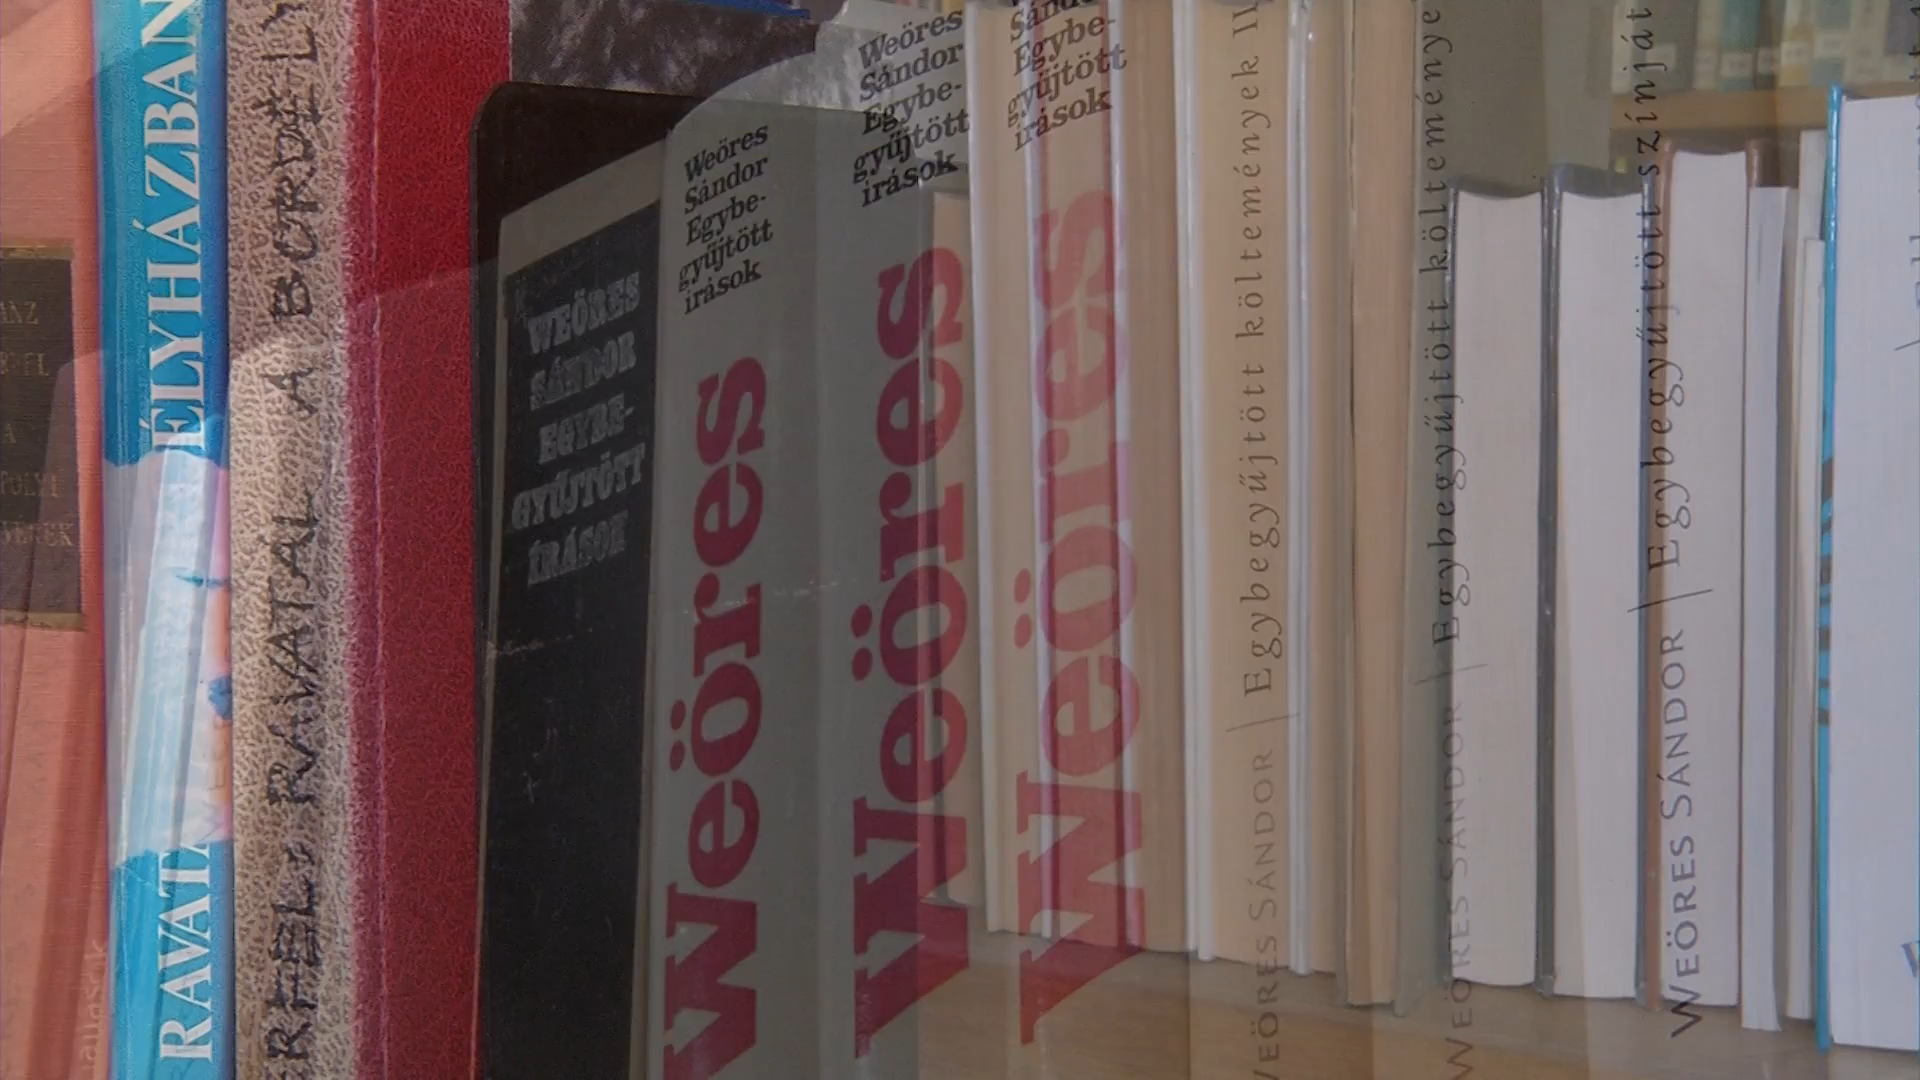 ÉLYHÁZBAN
RAVAT
RAVATAL A BORDÉLY
WEÖRES
SÁNDOR
EGYBE-
GYŰJTÖTT
ÍRÁSOK
Weöres
Sándor
Egybe-
gyűjtött
írások
Weöres
Weöres
Sándor
Egybe-
gyűjtött
írások
Weöres
Sándor
Egybe-
gyűjtött
írások
Weöres
WEÖRES SÁNDOR | Egybegyűjtött költemények II
WEÖRES SÁNDOR | Egybegyűjtött költeménye
WEÖRES SÁNDOR | Egybegyűjtött színját